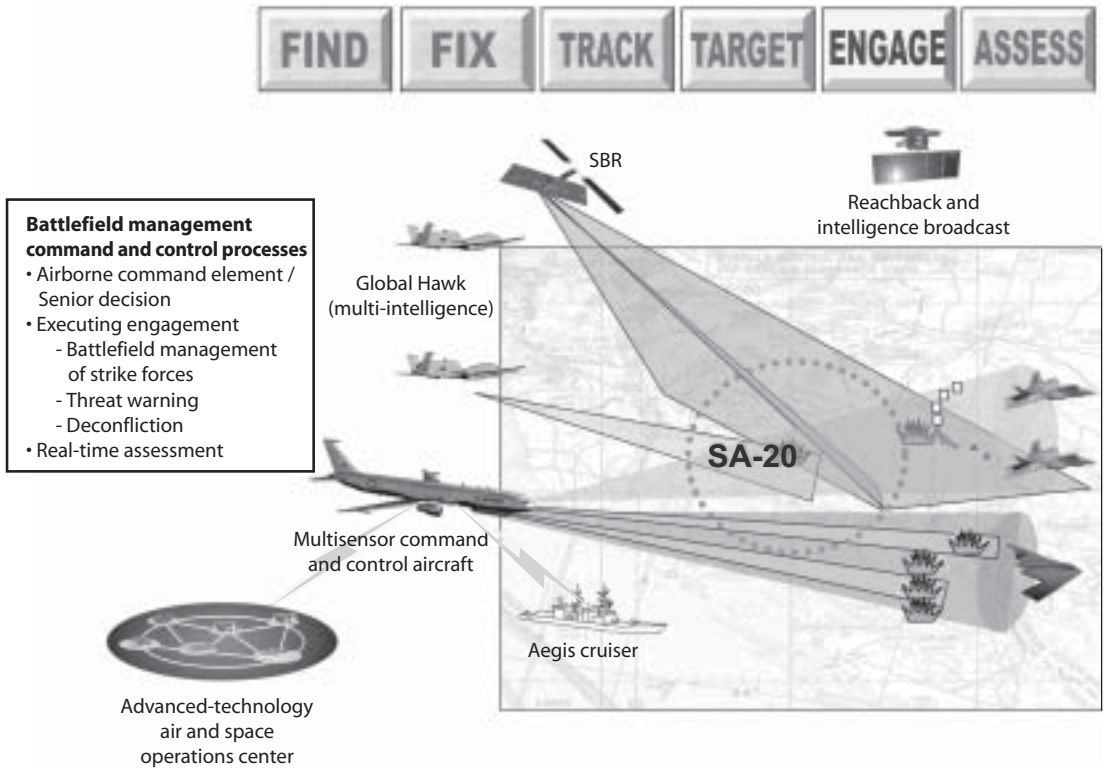 FIND FIX TRACK TARGET ENGAGE ASSESS
SBR
Reachback and
intelligence broadcast
Battlefield management
command and control processes
• Airborne command element /
Senior decision
• Executing engagement
- Battlefield management
of strike forces
- Threat warning
- Deconfliction
• Real-time assessment
Global Hawk
(multi-intelligence)
SA-20
Multisensor command
and control aircraft
Aegis cruiser
Advanced-technology
air and space
operations center